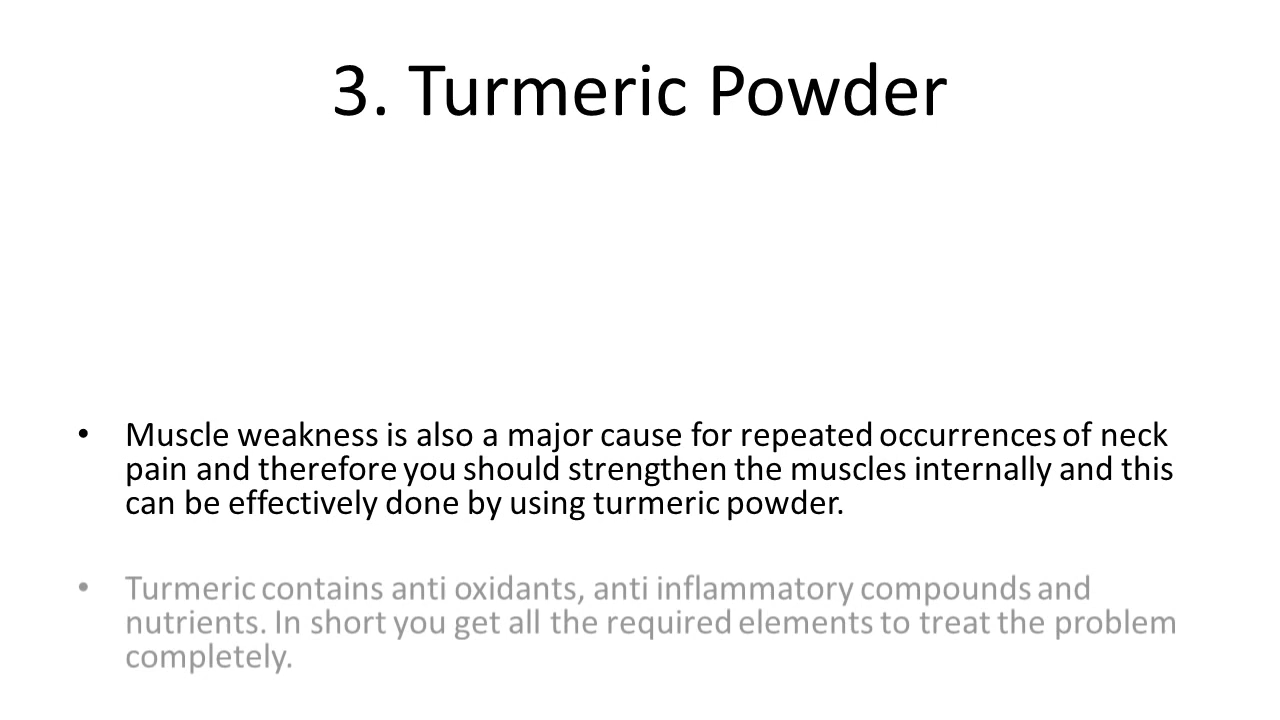 3. Turmeric Powder
• Muscle weakness is also a major cause for repeated occurrences of neck
pain and therefore you should strengthen the muscles internally and this
can be effectively done by using turmeric powder.
• Turmeric contains anti oxidants, anti inflammatory compounds and
nutrients. In short you get all the required elements to treat the problem
completely.